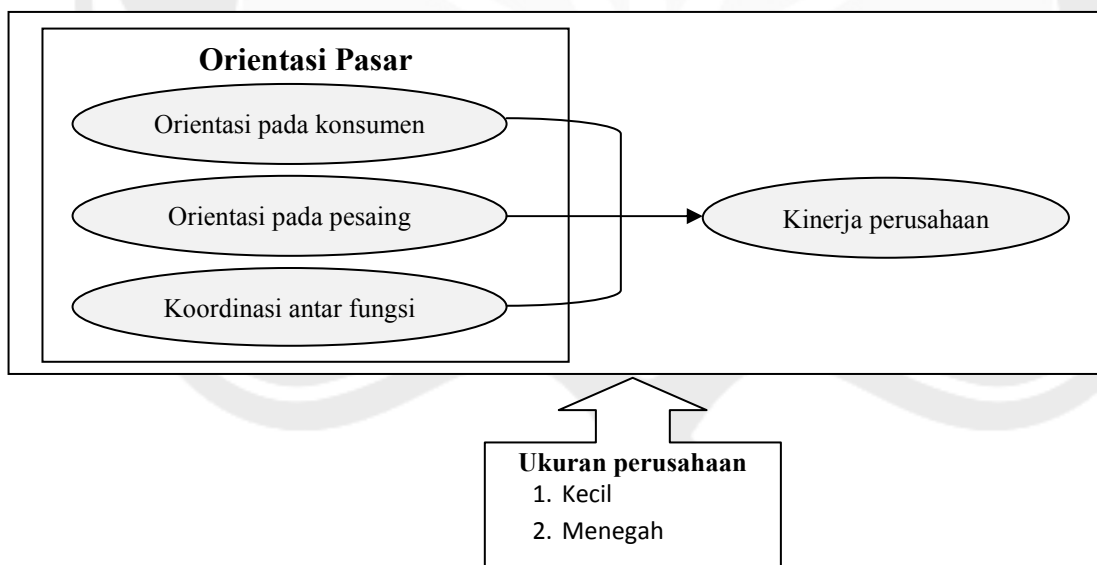 Orientasi Pasar
Orientasi pada konsumen
Orientasi pada pesaing
Kinerja perusahaan
Koordinasi antar fungsi
Ukuran perusahaan
1. Kecil
2. Menegah